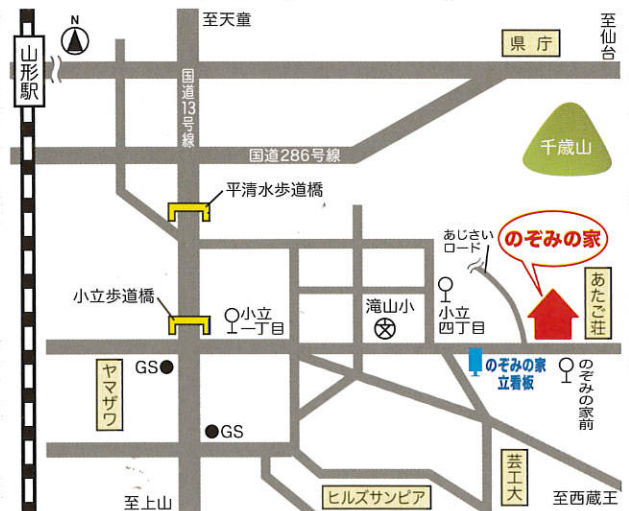 N
至天童
至仙台
山形駅
県庁
国道13号線
千歳山
国道286号線
平清水歩道橋
あじさい
ロード
のぞみの家
小立歩道橋
小立
一丁目
滝山小
文
小立
四丁目
あたご荘
ヤマザワ
GS
のぞみの家
立看板
のぞみの家前
GS
芸工大
至上山
ヒルズサンピア
至西蔵王